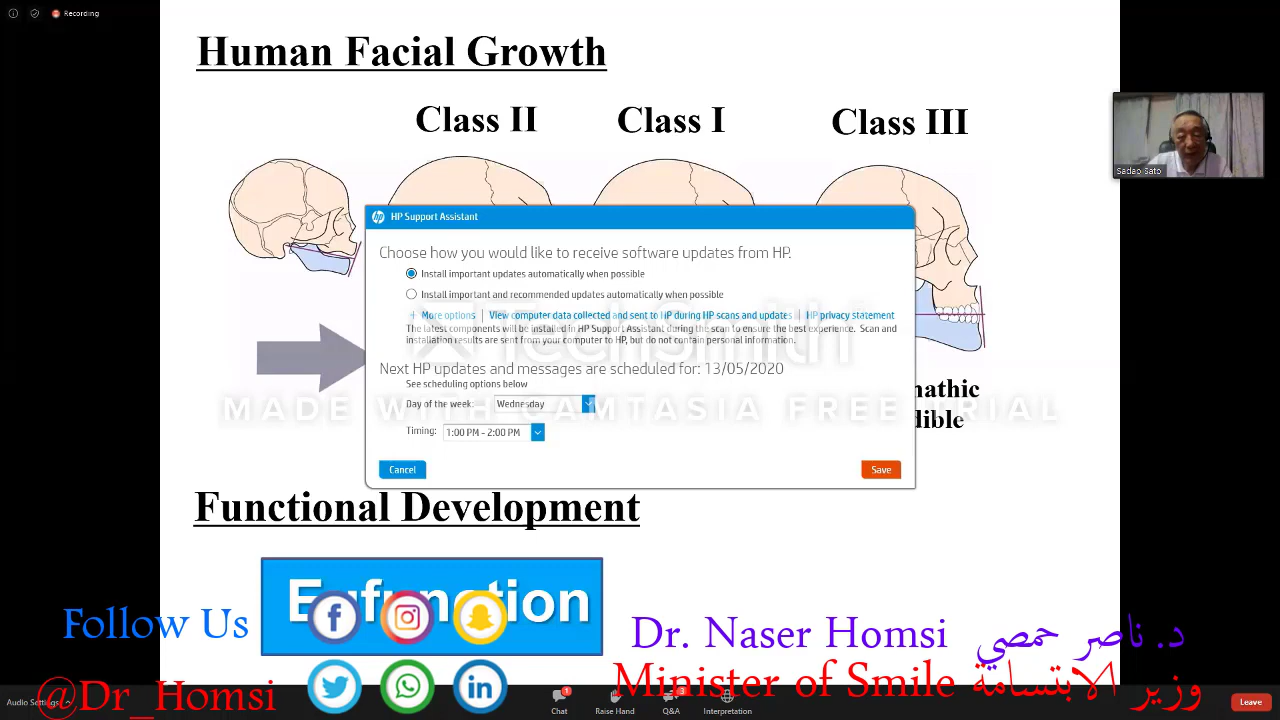 Recording
Human Facial Growth
Class II
Class I
Class III
Sadao Sato
HP Support Assistant
Choose how you would like to receive software updates from HP.
Install important updates automatically when possible
Install important and recommended updates automatically when possible
+ More options | View computer data collected and sent to HP during HP scans and updates | HP privacy statement
The latest components will be installed in HP Support Assistant during the scan to ensure the best experience. Scan and
installation results are sent from your computer to HP, but do not contain personal information.
TechSmith
Next HP updates and messages are scheduled for: 13/05/2020
See scheduling options below
Day of the week: Wednesday
MADE WITH CAMTASIA FREE TRIAL
Timing: 1:00 PM - 2:00 PM
Cancel
Save
Functional Development
Eufunction
Follow Us
Dr. Naser Homsi د. ناصر حمصي
@Dr_Homsi
Minister of Smile وزير الابتسامة
Audio Settings
Chat
1
Raise Hand
Q&A
3
Interpretation
Leave